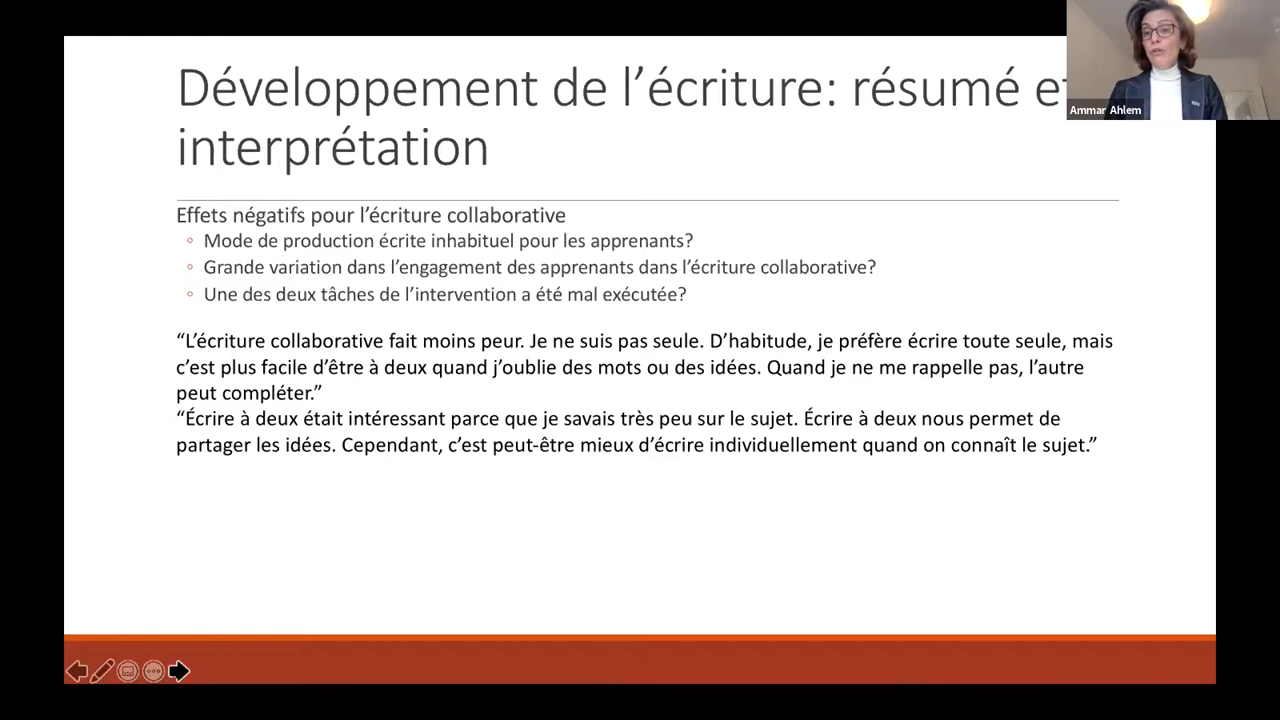 Développement de l’écriture: résumé et
interprétation
Effets négatifs pour l’écriture collaborative
◦ Mode de production écrite inhabituel pour les apprenants?
◦ Grande variation dans l’engagement des apprenants dans l’écriture collaborative?
◦ Une des deux tâches de l’intervention a été mal exécutée?
“L’écriture collaborative fait moins peur. Je ne suis pas seule. D’habitude, je préfère écrire toute seule, mais
c’est plus facile d’être à deux quand j’oublie des mots ou des idées. Quand je ne me rappelle pas, l’autre
peut compléter.”
“Écrire à deux était intéressant parce que je savais très peu sur le sujet. Écrire à deux nous permet de
partager les idées. Cependant, c’est peut-être mieux d’écrire individuellement quand on connaît le sujet.”
Ammar Ahlem